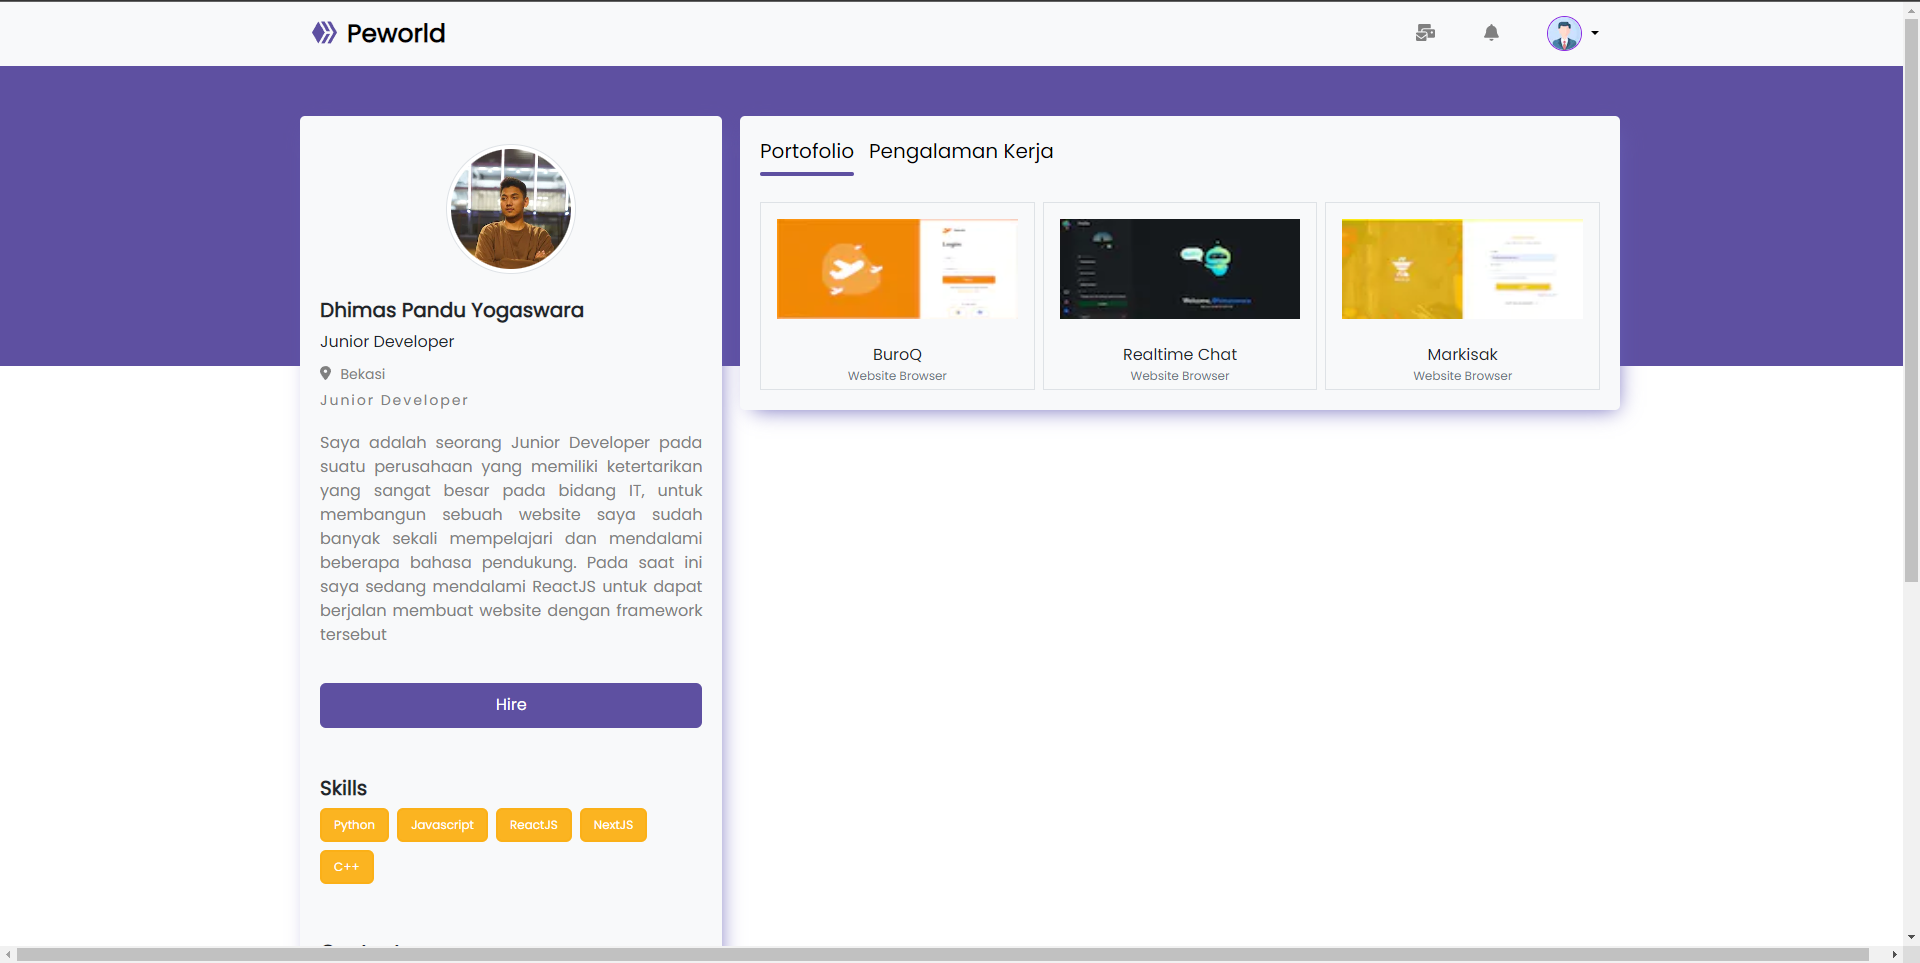 Peworld
Dhimas Pandu Yogaswara
Junior Developer
Bekasi
Junior Developer
Saya adalah seorang Junior Developer pada
suatu perusahaan yang memiliki ketertarikan
yang sangat besar pada bidang IT, untuk
membangun sebuah website saya sudah
banyak sekali mempelajari dan mendalami
beberapa bahasa pendukung. Pada saat ini
saya sedang mendalami ReactJS untuk dapat
berjalan membuat website dengan framework
tersebut
Hire
Skills
Python Javascript ReactJS NextJS
C++
Portofolio Pengalaman Kerja
Login
BuroQ
Website Browser
Realtime Chat
Website Browser
Markisak
Website Browser